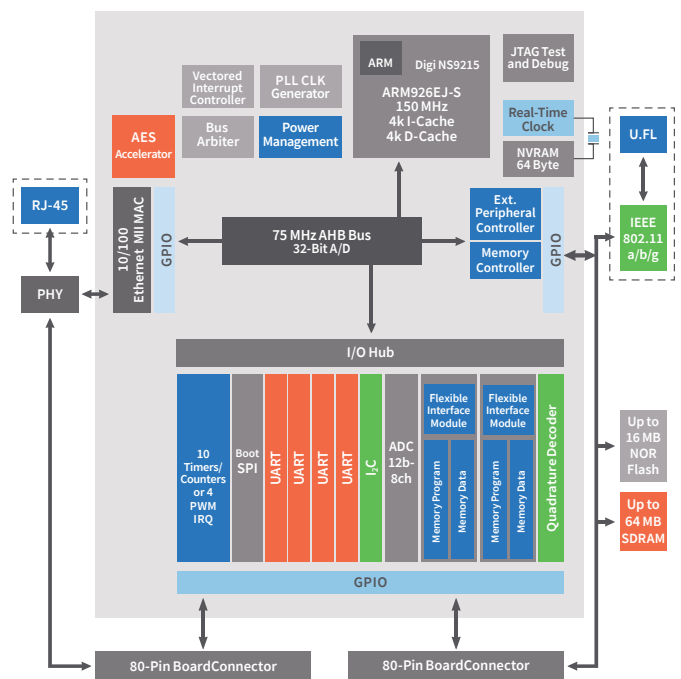 Vectored
Interrupt
Controller
PLL CLK
Generator
ARM
Digi NS9215
ARM926EJ-S
150 MHz
4k I-Cache
4k D-Cache
JTAG Test
and Debug
AES
Accelerator
Bus
Arbiter
Power
Management
Real-Time
Clock
NVRAM
64 Byte
U.FL
RJ-45
10/100
Ethernet MII MAC
GPIO
75 MHz AHB Bus
32-Bit A/D
Ext.
Peripheral
Controller
Memory
Controller
GPIO
IEEE
802.11
a/b/g
PHY
I/O Hub
10
Timers/
Counters
or 4
PWM
IRQ
Boot
SPI
UART
UART
UART
UART
I2C
ADC
12b-
8ch
Flexible
Interface
Module
Memory Program
Memory Data
Flexible
Interface
Module
Memory Program
Memory Data
Quadrature Decoder
Up to
16 MB
NOR
Flash
Up to
64 MB
SDRAM
GPIO
80-Pin BoardConnector
80-Pin BoardConnector